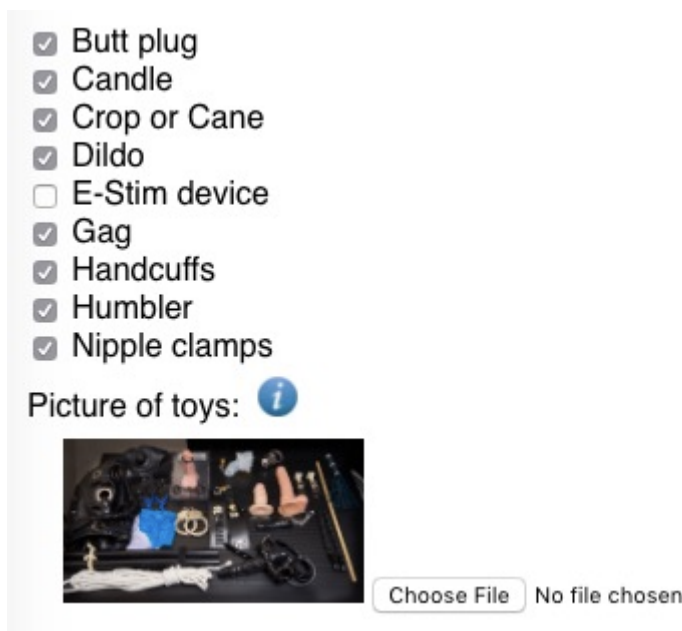 Butt plug
Candle
Crop or Cane
Dildo
E-Stim device
Gag
Handcuffs
Humbler
Nipple clamps
Picture of toys: i
Choose File No file chosen